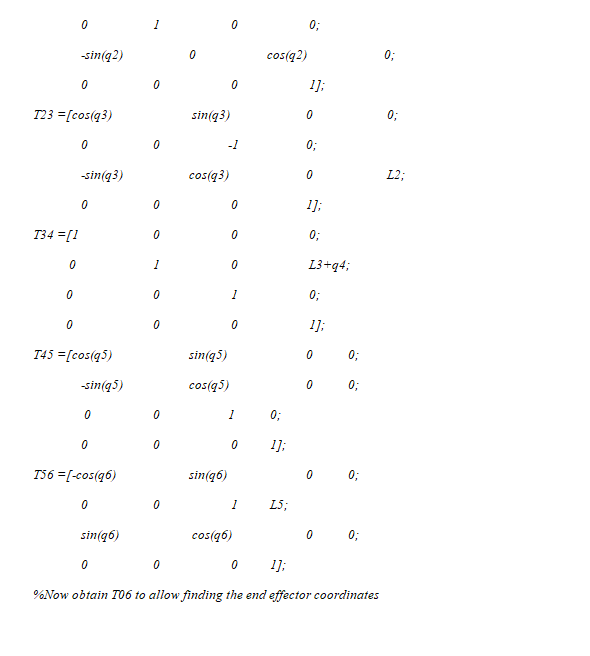 0 1 0 0;
-sin(q2) 0 cos(q2) 0;
0 0 0 1];
T23 =[cos(q3) sin(q3) 0 0;
0 0 -1 0;
-sin(q3) cos(q3) 0 L2;
0 0 0 1];
T34 =[1 0 0 0;
0 1 0 L3+q4;
0 0 1 0;
0 0 0 1];
T45 =[cos(q5) sin(q5) 0 0;
-sin(q5) cos(q5) 0 0;
0 0 1 0;
0 0 0 1];
T56 =[-cos(q6) sin(q6) 0 0;
0 0 1 L5;
sin(q6) cos(q6) 0 0;
0 0 0 1];
%Now obtain T06 to allow finding the end effector coordinates